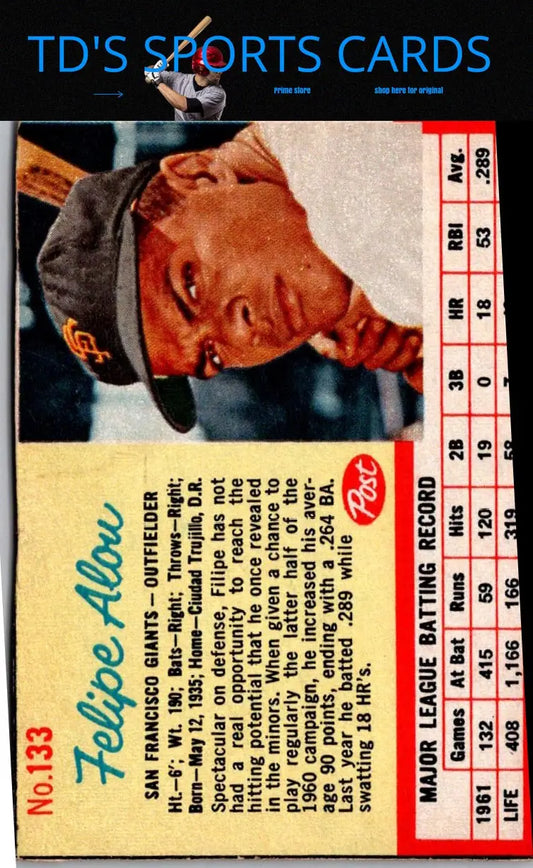 TD'S SPORTS CARDS
Prime store
shop here for original
No.133
Felipe Alou
SAN FRANCISCO GIANTS — OUTFIELDER
Ht.—6'; Wt. 190; Bats—Right; Throws—Right;
Born—May 12, 1935; Home—Ciudad Trujillo, D.R.
Spectacular on defense, Filipe has not
had a real opportunity to reach the
hitting potential that he once revealed
in the minors. When given a chance to
play regularly the latter half of the
1960 campaign, he increased his aver-
age 90 points, ending with a .264 BA.
Last year he batted .289 while
swatting 18 HR's.
Post
SF
MAJOR LEAGUE BATTING RECORD
Games At Bat Runs Hits 2B 3B HR RBI Avg.
1961 132 415 59 120 19 0 18 53 .289
LIFE 408 1,166 166 319 58